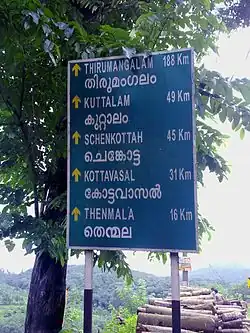 THIRUMANGALAM 188 KM
തിരുമംഗലം
KUTTALAM 49 KM
കുറ്റാലം
SCHENKOTTAH 45 KM
ചെങ്കോട്ട
KOTTAVASAL 31 KM
കോട്ടവാസൽ
THENMALA 16 KM
തെന്മല